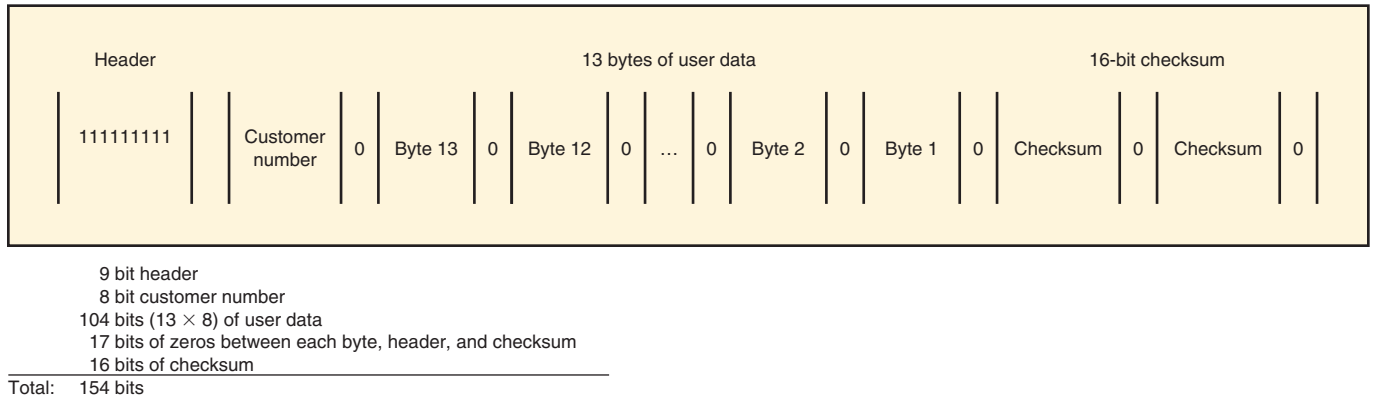 Header 13 bytes of user data 16-bit checksum
111111111 Customer number 0 Byte 13 0 Byte 12 0 ... 0 Byte 2 0 Byte 1 0 Checksum 0 Checksum 0
9 bit header
8 bit customer number
104 bits (13 × 8) of user data
17 bits of zeros between each byte, header, and checksum
16 bits of checksum
Total: 154 bits